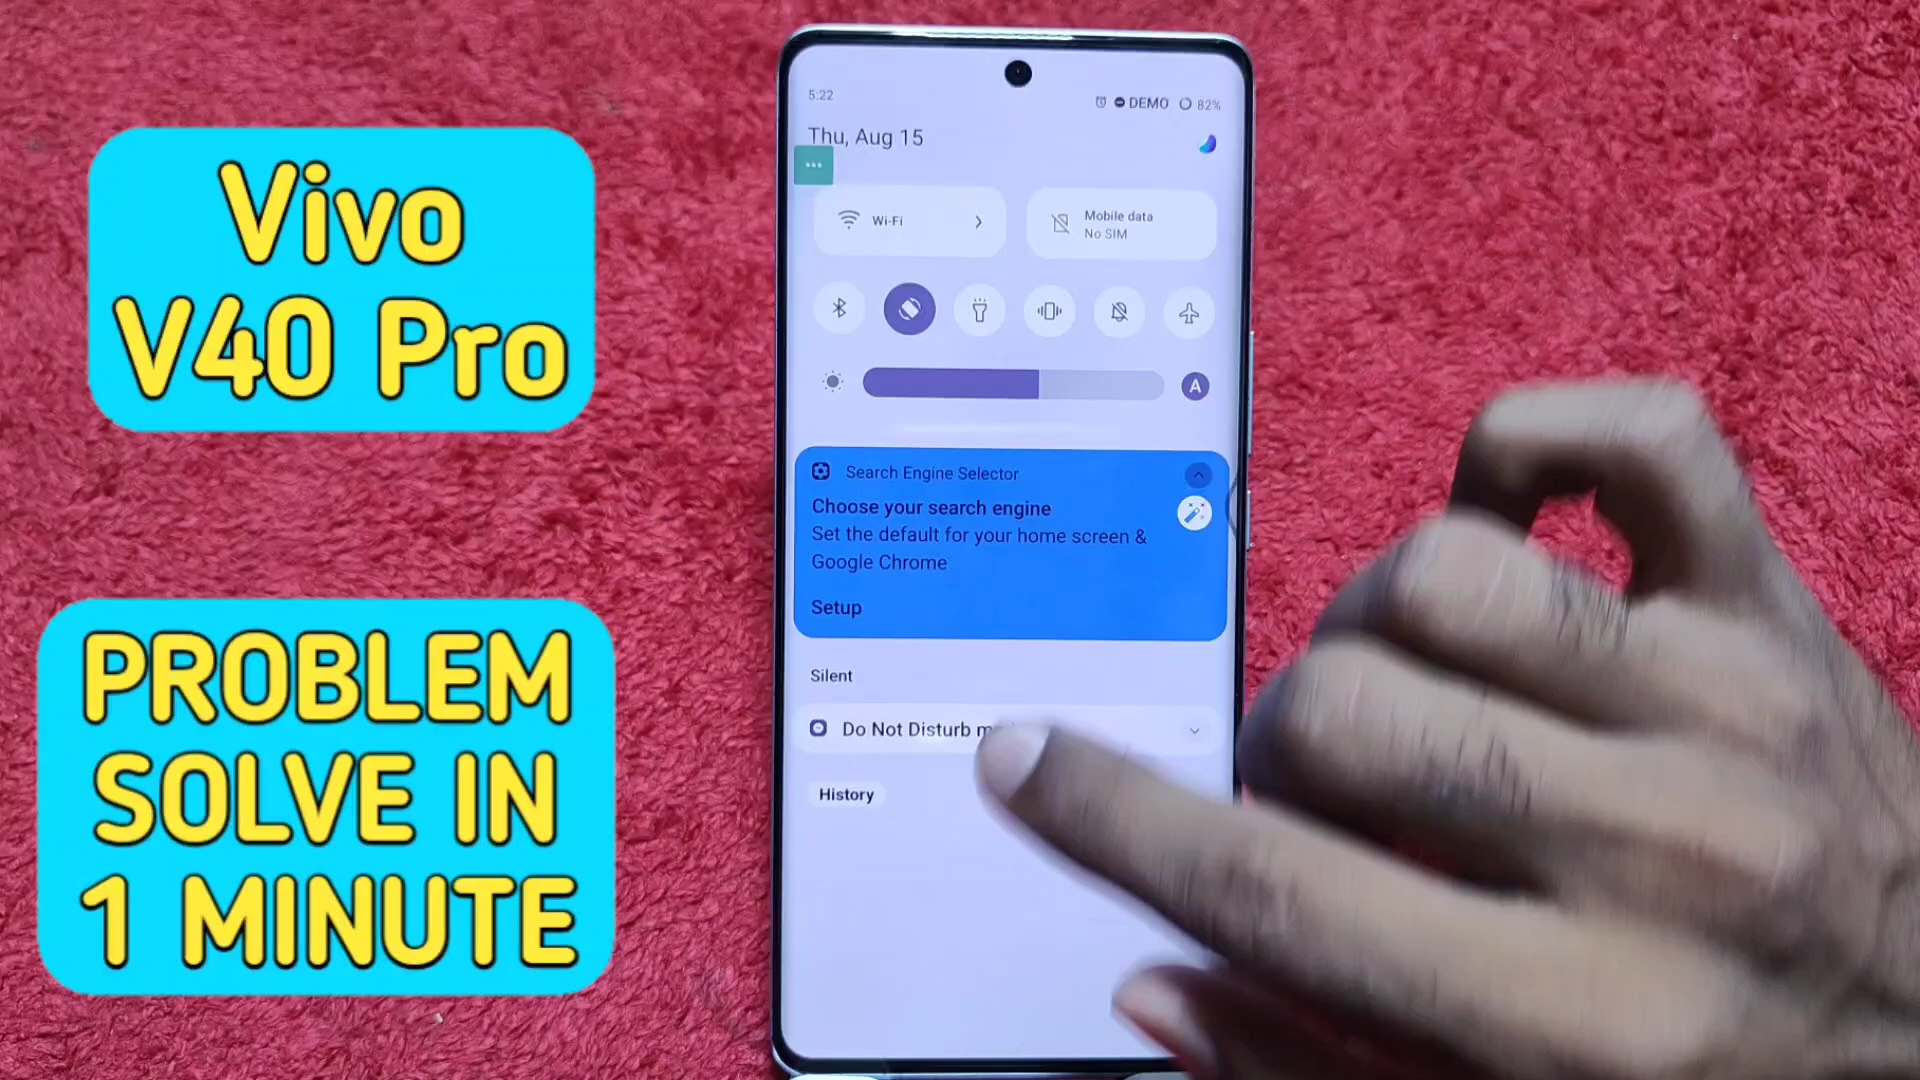 Vivo
V40 Pro
PROBLEM
SOLVE IN
1 MINUTE
5:22
DEMO 82%
Thu, Aug 15
Wi-Fi
Mobile data
No SIM
A
Search Engine Selector
Choose your search engine
Set the default for your home screen &
Google Chrome
Setup
Silent
Do Not Disturb
History